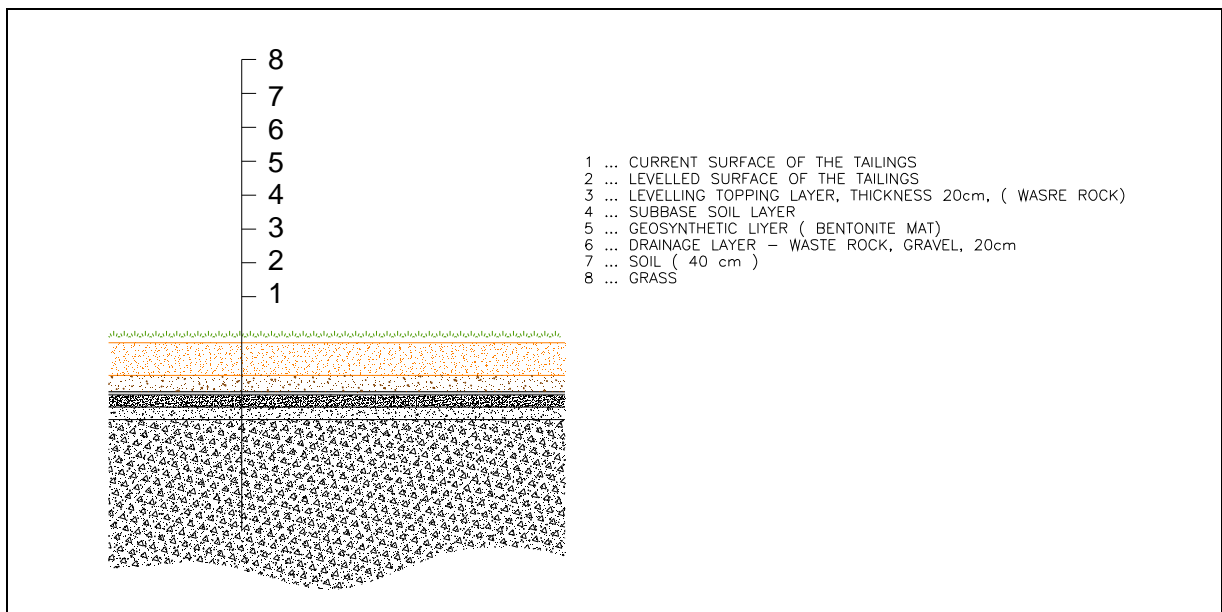 8
7
6
5
4
3
2
1
1 ... CURRENT SURFACE OF THE TAILINGS
2 ... LEVELLED SURFACE OF THE TAILINGS
3 ... LEVELLING TOPPING LAYER, THICKNESS 20cm, ( WASRE ROCK)
4 ... SUBBASE SOIL LAYER
5 ... GEOSYNTHETIC LIYER ( BENTONITE MAT)
6 ... DRAINAGE LAYER – WASTE ROCK, GRAVEL, 20cm
7 ... SOIL ( 40 cm )
8 ... GRASS